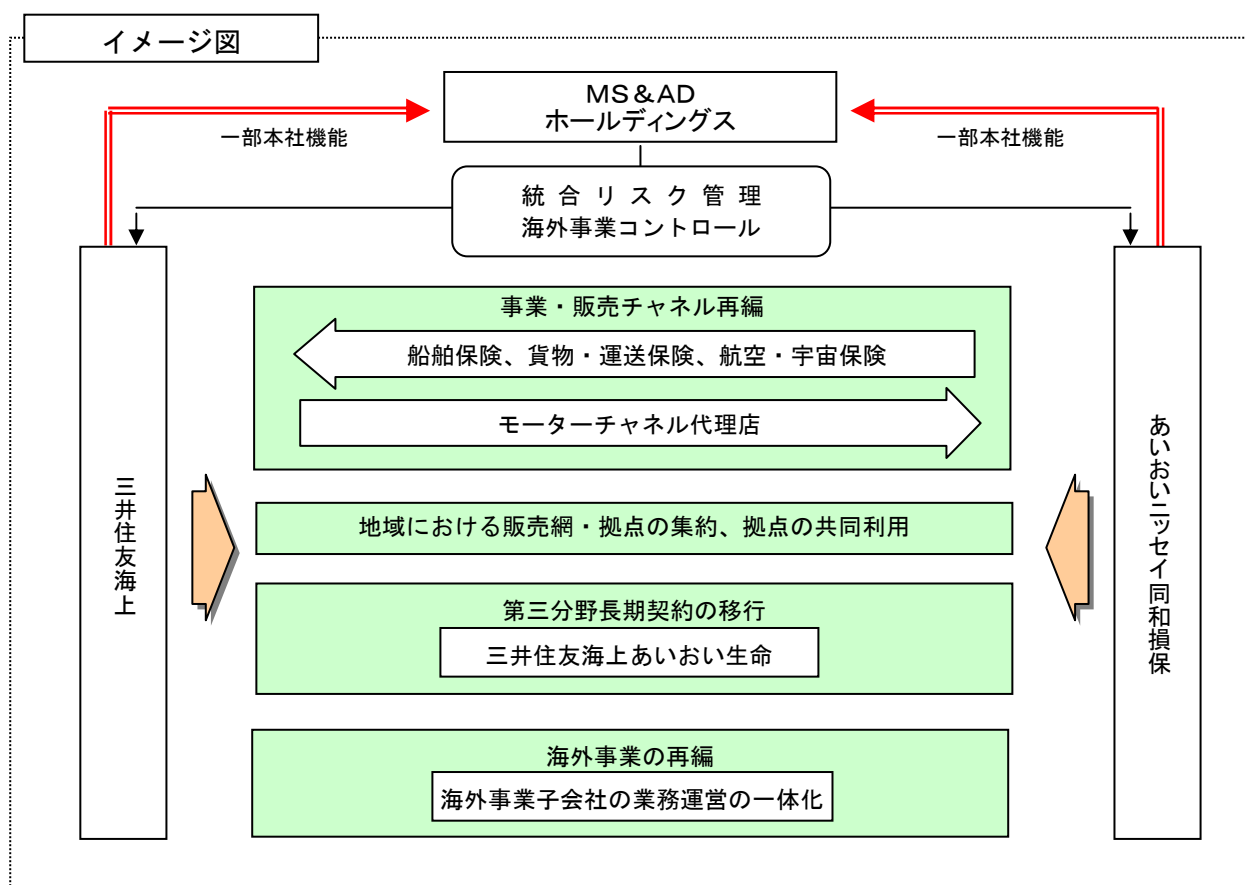 イメージ図
MS&AD
ホールディングス
一部本社機能
一部本社機能
統合リスク管理
海外事業コントロール
事業・販売チャネル再編
船舶保険、貨物・運送保険、航空・宇宙保険
モーターチャネル代理店
三井住友海上
あいおいニッセイ同和損保
地域における販売網・拠点の集約、拠点の共同利用
第三分野長期契約の移行
三井住友海上あいおい生命
海外事業の再編
海外事業子会社の業務運営の一体化